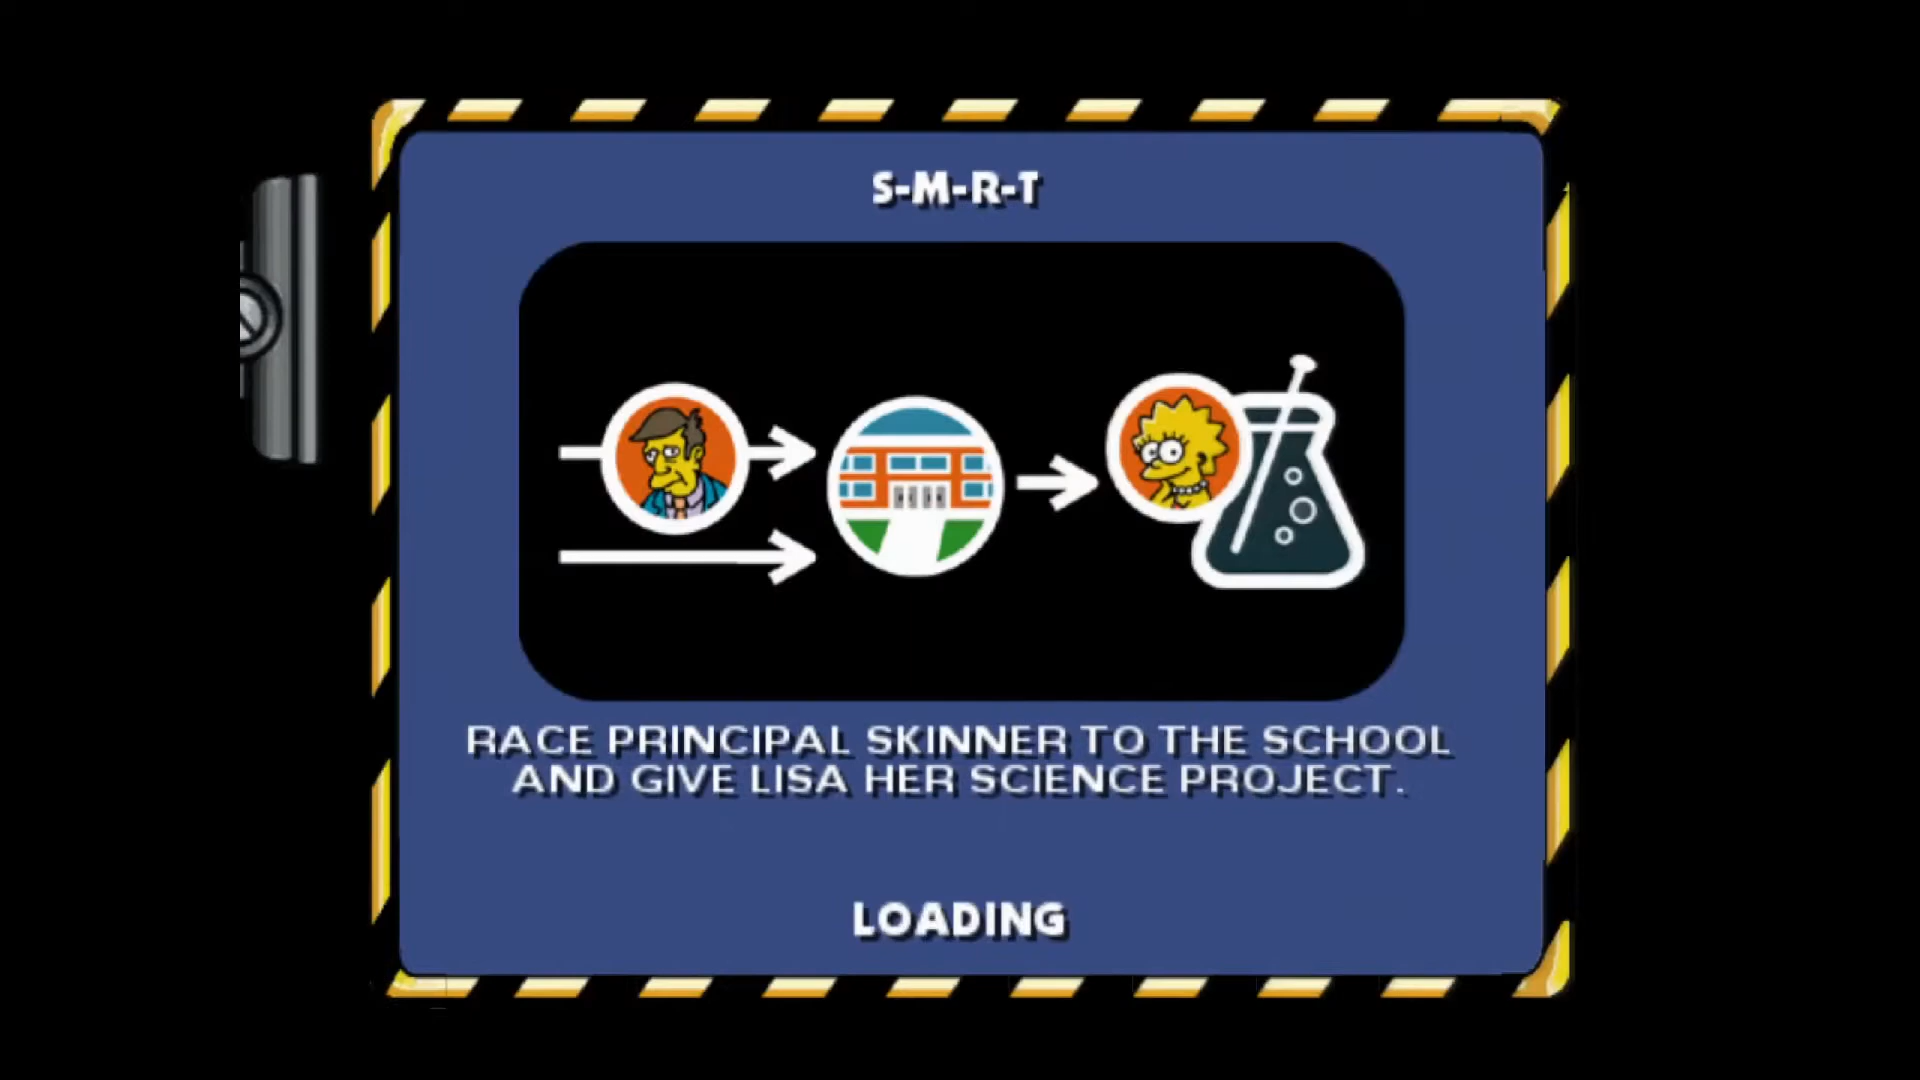 S-M-R-T
RACE PRINCIPAL SKINNER TO THE SCHOOL
AND GIVE LISA HER SCIENCE PROJECT.
LOADING